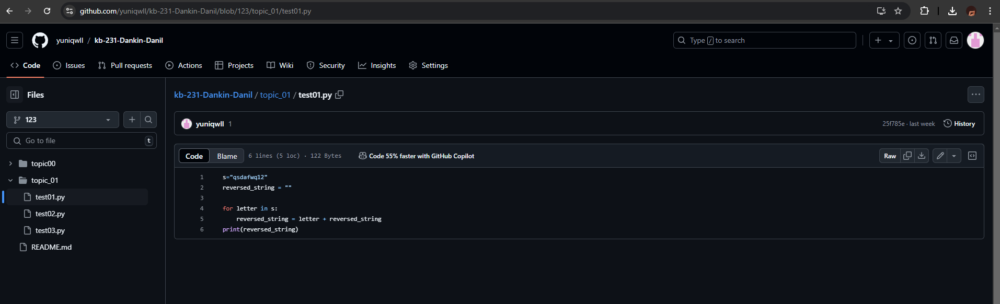 github.com/yuniqwll/kb-231-Dankin-Danil/blob/123/topic_01/test01.py
yuniqwll / kb-231-Dankin-Danil
Type / to search
Code
Issues
Pull requests
Actions
Projects
Wiki
Security
Insights
Settings
Files
123
Go to file
t
topic00
topic_01
test01.py
test02.py
test03.py
README.md
kb-231-Dankin-Danil / topic_01 / test01.py
yuniqwll 1
25f785e · last week
History
Code
Blame
6 lines (5 loc) · 122 Bytes
Code 55% faster with GitHub Copilot
Raw
1 s="qsdafwq12"
2 reversed_string = ""
3
4 for letter in s:
5     reversed_string = letter + reversed_string
6 print(reversed_string)